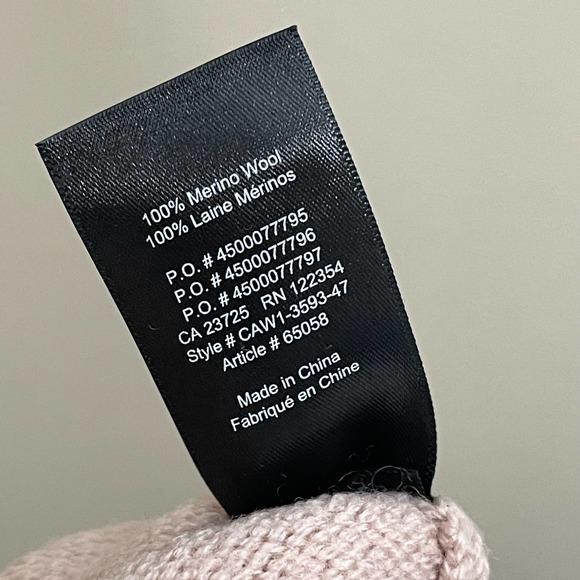 100% Merino Wool
100% Laine Mérinos
P.O. # 4500077795
P.O. # 4500077796
P.O. # 4500077797
CA 23725 RN 122354
Style # CAW1-3593-47
Article # 65058
Made in China
Fabriqué en Chine